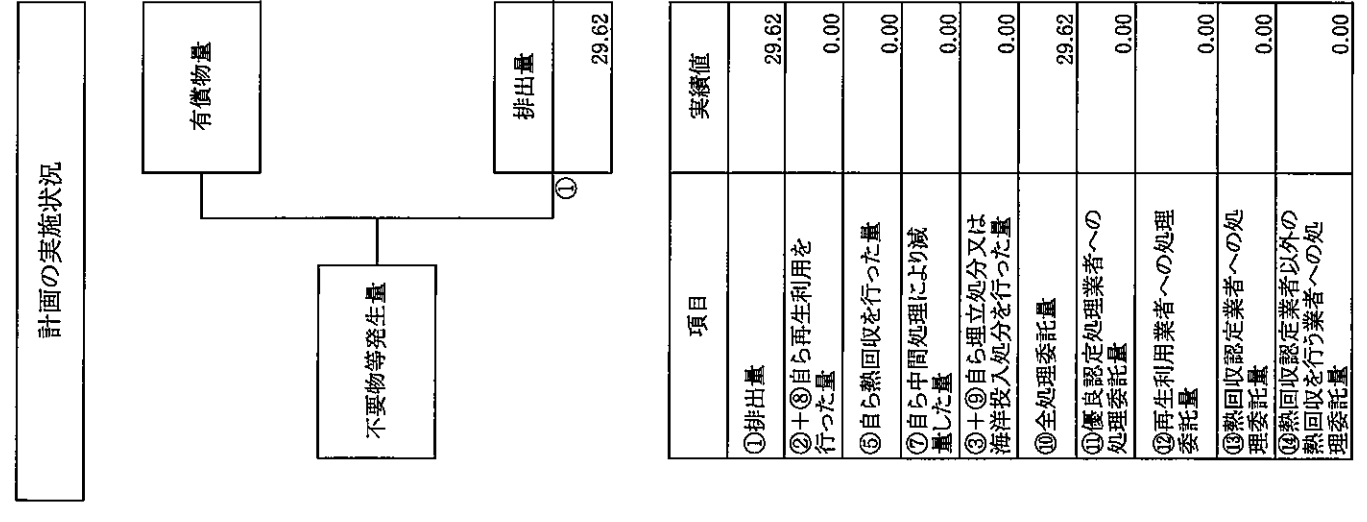 計画の実施状況
有償物量
不要物等発生量
①
排出量
29.62
項目
実績値
①排出量
29.62
②＋⑧自ら再生利用を
行った量
0.00
⑤自ら熱回収を行った量
0.00
⑦自ら中間処理により減
量した量
0.00
③＋⑨自ら埋立処分又は
海洋投入処分を行った量
0.00
⑩全処理委託量
29.62
⑪優良認定処理業者への
処理委託量
0.00
⑫再生利用業者への処理
委託量
0.00
⑬熱回収認定業者への処
理委託量
0.00
⑭熱回収認定業者以外の
熱回収を行う業者への処
理委託量
0.00